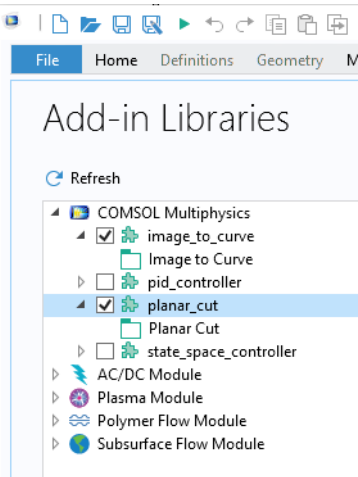 File Home Definitions Geometry M
Add-in Libraries
Refresh
COMSOL Multiphysics
image_to_curve
Image to Curve
pid_controller
planar_cut
Planar Cut
state_space_controller
AC/DC Module
Plasma Module
Polymer Flow Module
Subsurface Flow Module